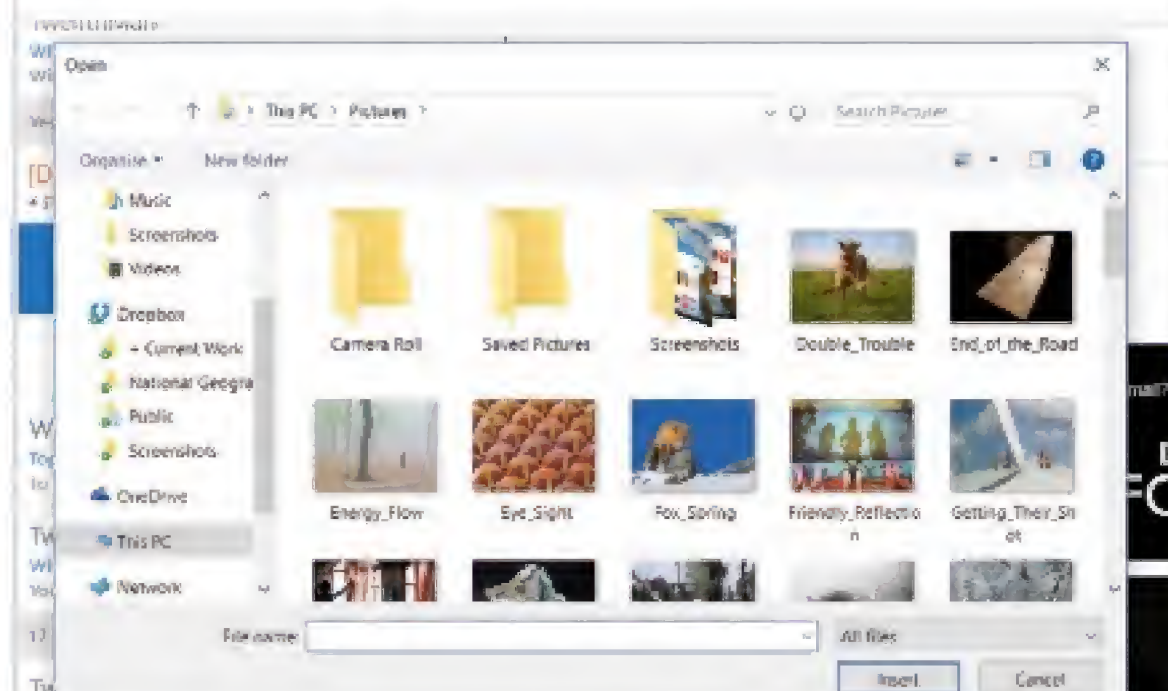 Open
This PC > Pictures >
Search Pictures
Organise
New folder
Music
Screenshots
Videos
Dropbox
+ Current Work
National Geogra
Public
Screenshots
OneDrive
This PC
Network
Camera Roll
Saved Pictures
Screenshots
Double_Trouble
End_of_the_Road
Energy_Flow
Eye_Sight
Fox_Spring
Friendly_Reflectio
n
Getting_Their_Sh
ot
File name:
All files
Insert
Cancel